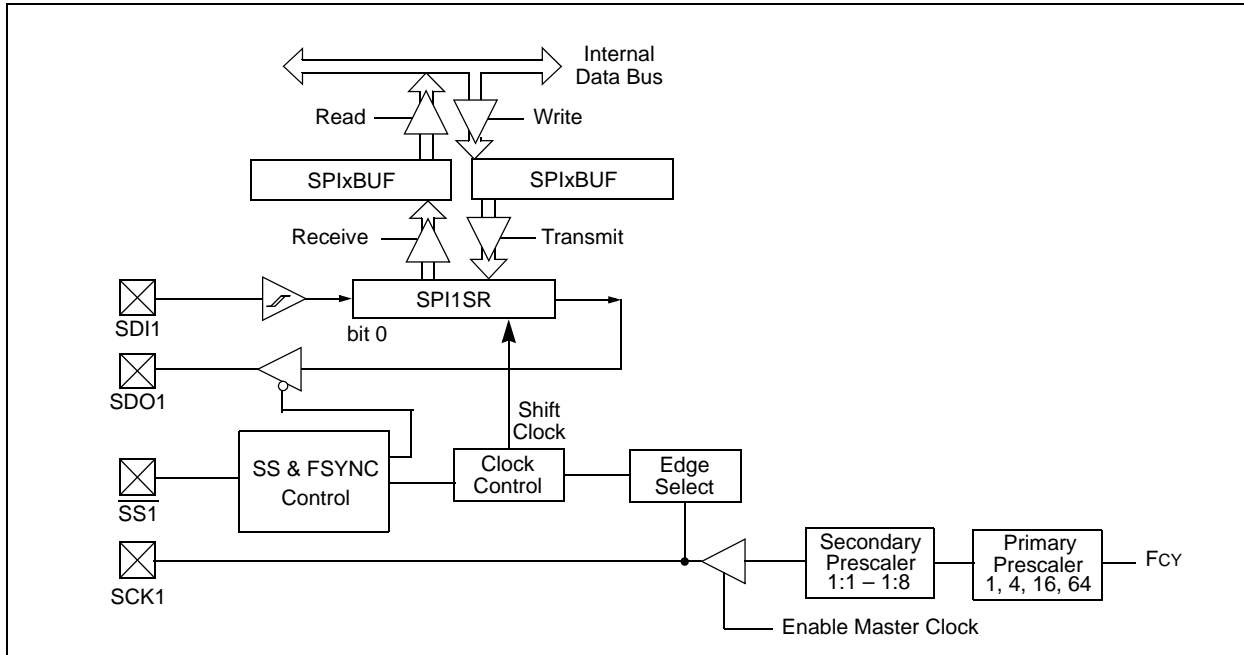 Internal
Data Bus
Read
Write
SPIxBUF
SPIxBUF
Receive
Transmit
SPI1SR
SDI1
bit 0
SDO1
Shift
Clock
SS & FSYNC
Control
Clock
Control
Edge
Select
SS1
Secondary
Prescaler
1:1 – 1:8
Primary
Prescaler
1, 4, 16, 64
FCY
SCK1
Enable Master Clock